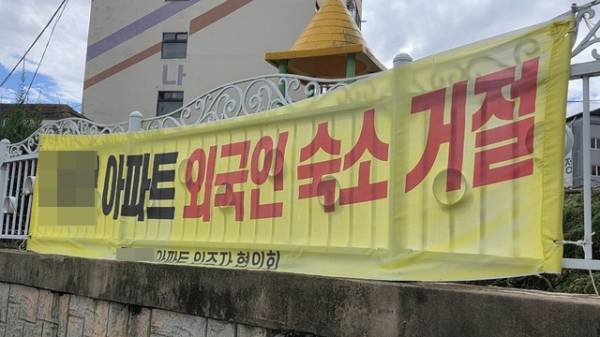 나
아파트 외국인 숙소 거절
아파트 입주자 협의회